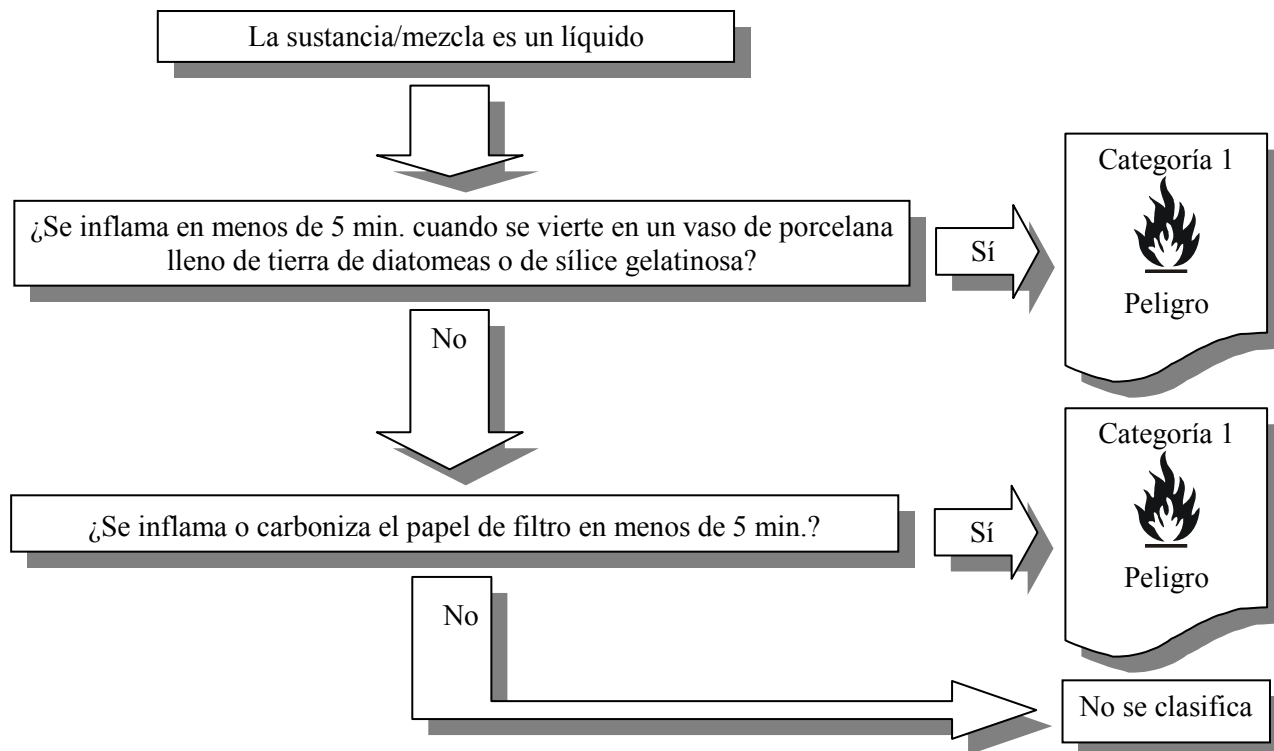 La sustancia/mezcla es un líquido
¿Se inflama en menos de 5 min. cuando se vierte en un vaso de porcelana
lleno de tierra de diatomeas o de sílice gelatinosa?
Sí
Categoría 1
Peligro
No
¿Se inflama o carboniza el papel de filtro en menos de 5 min.?
Sí
Categoría 1
Peligro
No
No se clasifica